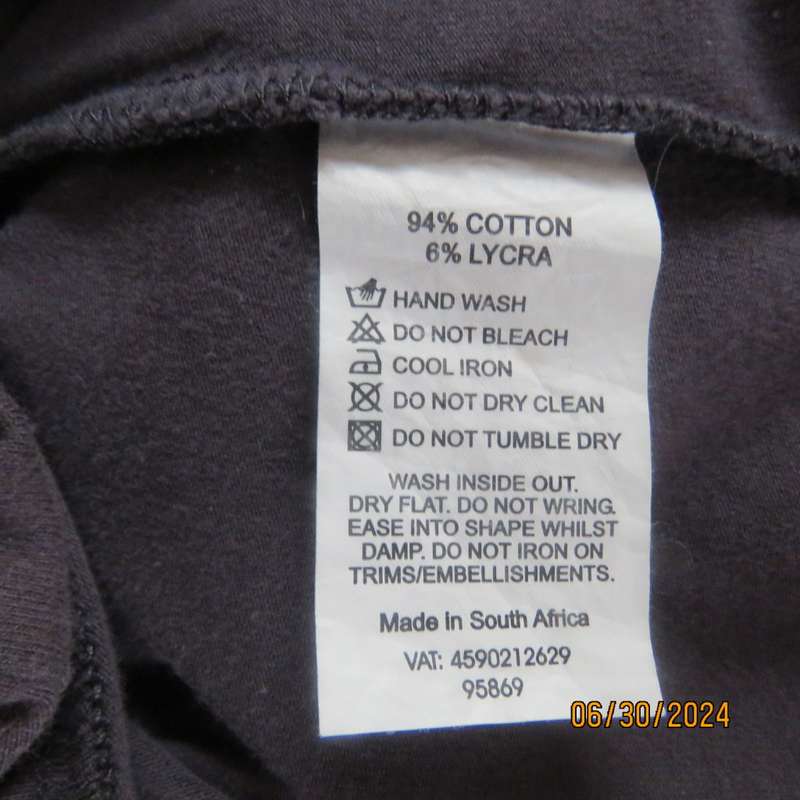 94% COTTON
6% LYCRA
HAND WASH
DO NOT BLEACH
COOL IRON
DO NOT DRY CLEAN
DO NOT TUMBLE DRY
WASH INSIDE OUT.
DRY FLAT. DO NOT WRING.
EASE INTO SHAPE WHILST
DAMP. DO NOT IRON ON
TRIMS/EMBELLISHMENTS.
Made in South Africa
VAT: 4590212629
95869
06/30/2024